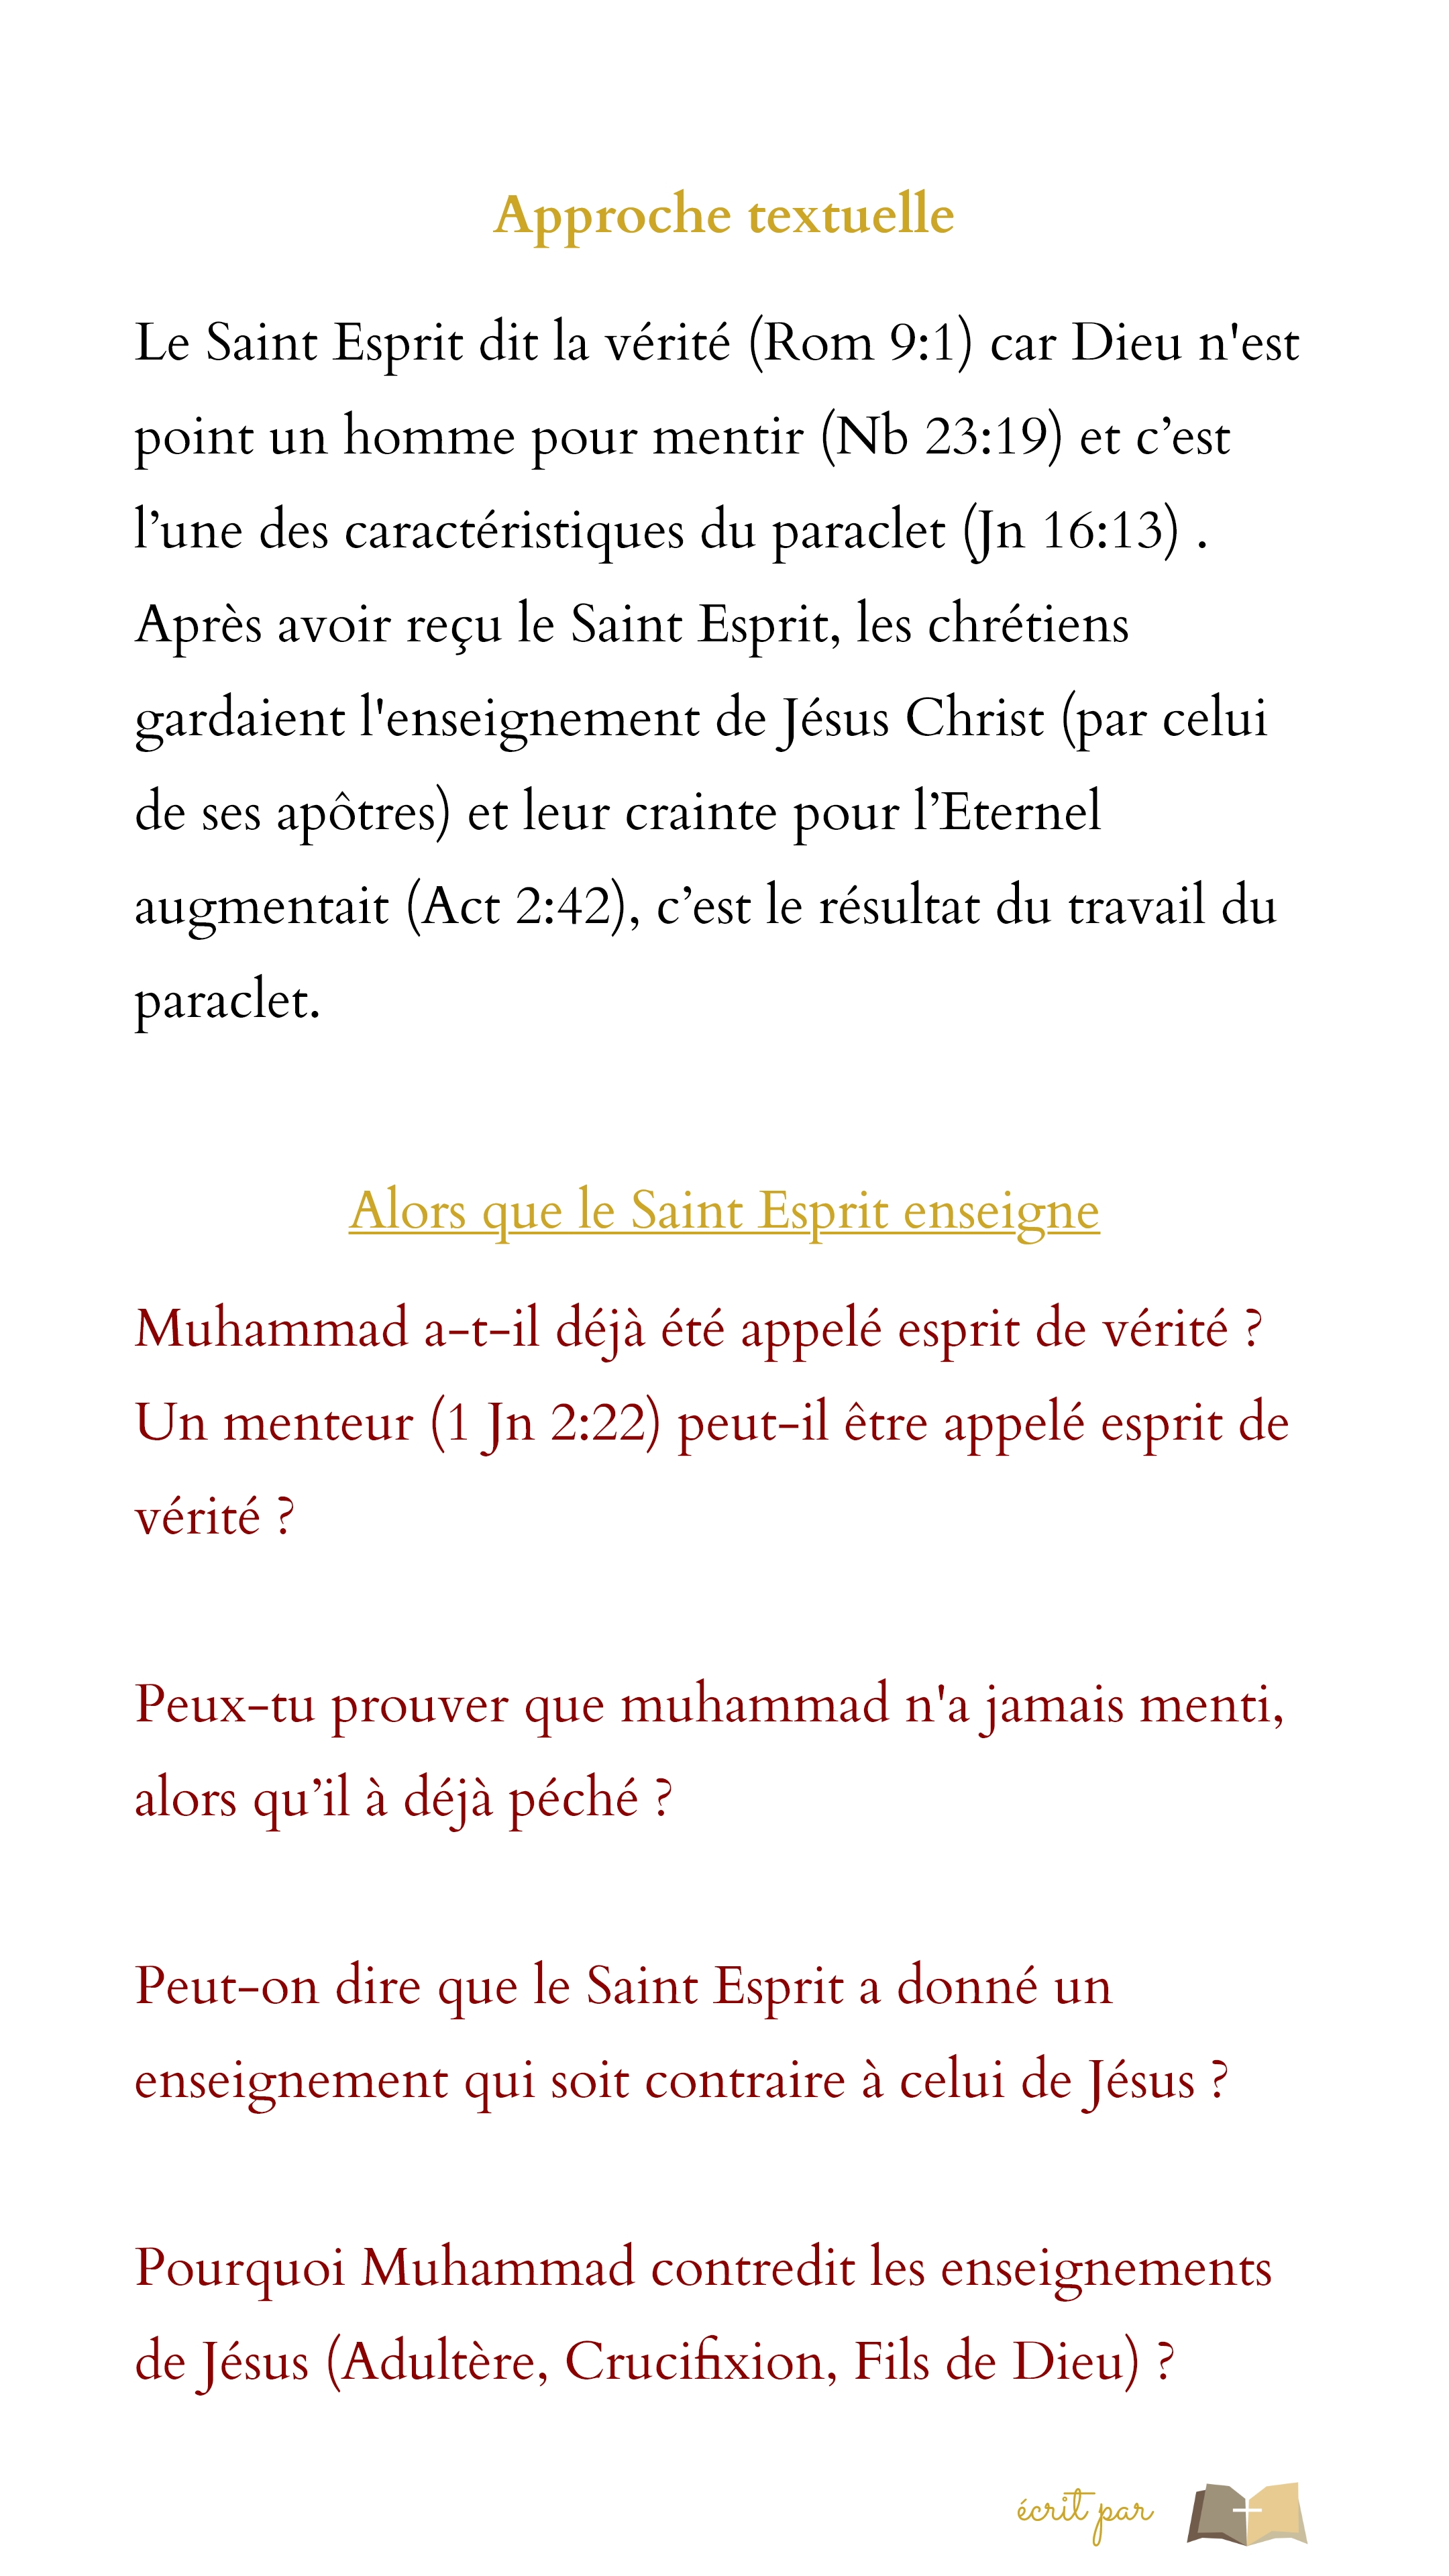 Approche textuelle
Le Saint Esprit dit la vérité (Rom 9:1) car Dieu n'est
point un homme pour mentir (Nb 23:19) et c’est
l’une des caractéristiques du paraclet (Jn 16:13) .
Après avoir reçu le Saint Esprit, les chrétiens
gardaient l'enseignement de Jésus Christ (par celui
de ses apôtres) et leur crainte pour l’Eternel
augmentait (Act 2:42), c’est le résultat du travail du
paraclet.
Alors que le Saint Esprit enseigne
Muhammad a-t-il déjà été appelé esprit de vérité ?
Un menteur (1 Jn 2:22) peut-il être appelé esprit de
vérité ?
Peux-tu prouver que muhammad n'a jamais menti,
alors qu’il à déjà péché ?
Peut-on dire que le Saint Esprit a donné un
enseignement qui soit contraire à celui de Jésus ?
Pourquoi Muhammad contredit les enseignements
de Jésus (Adultère, Crucifixion, Fils de Dieu) ?
écrit par